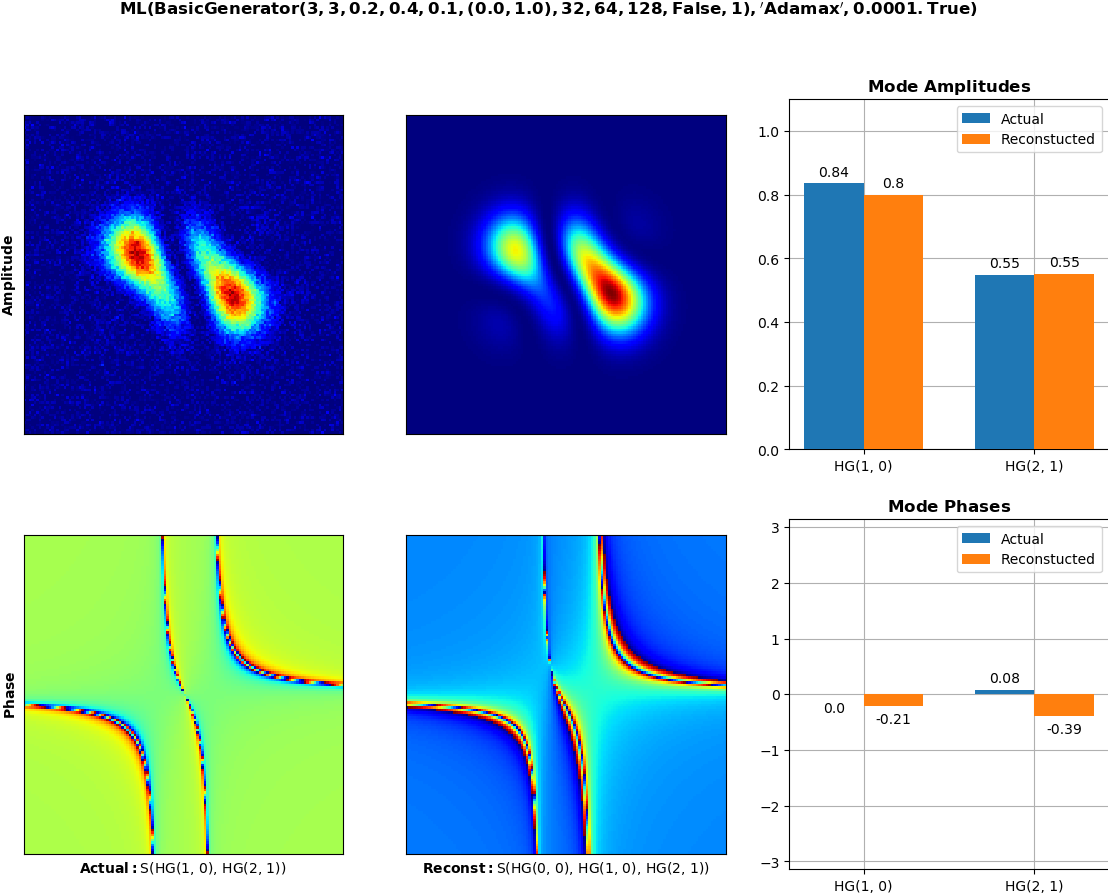 ML(BasicGenerator(3, 3, 0.2, 0.4, 0.1, (0.0, 1.0), 32, 64, 128, False, 1), 'Adamax', 0.0001. True)
Amplitude
Mode Amplitudes
Actual
Reconstucted
1.0
0.8
0.6
0.4
0.2
0.0
0.84
0.8
0.55
0.55
HG(1, 0)
HG(2, 1)
Phase
Actual: S(HG(1, 0), HG(2, 1))
Reconst: S(HG(0, 0), HG(1, 0), HG(2, 1))
Mode Phases
Actual
Reconstucted
3
2
1
0
−1
−2
−3
0.0
-0.21
0.08
-0.39
HG(1, 0)
HG(2, 1)